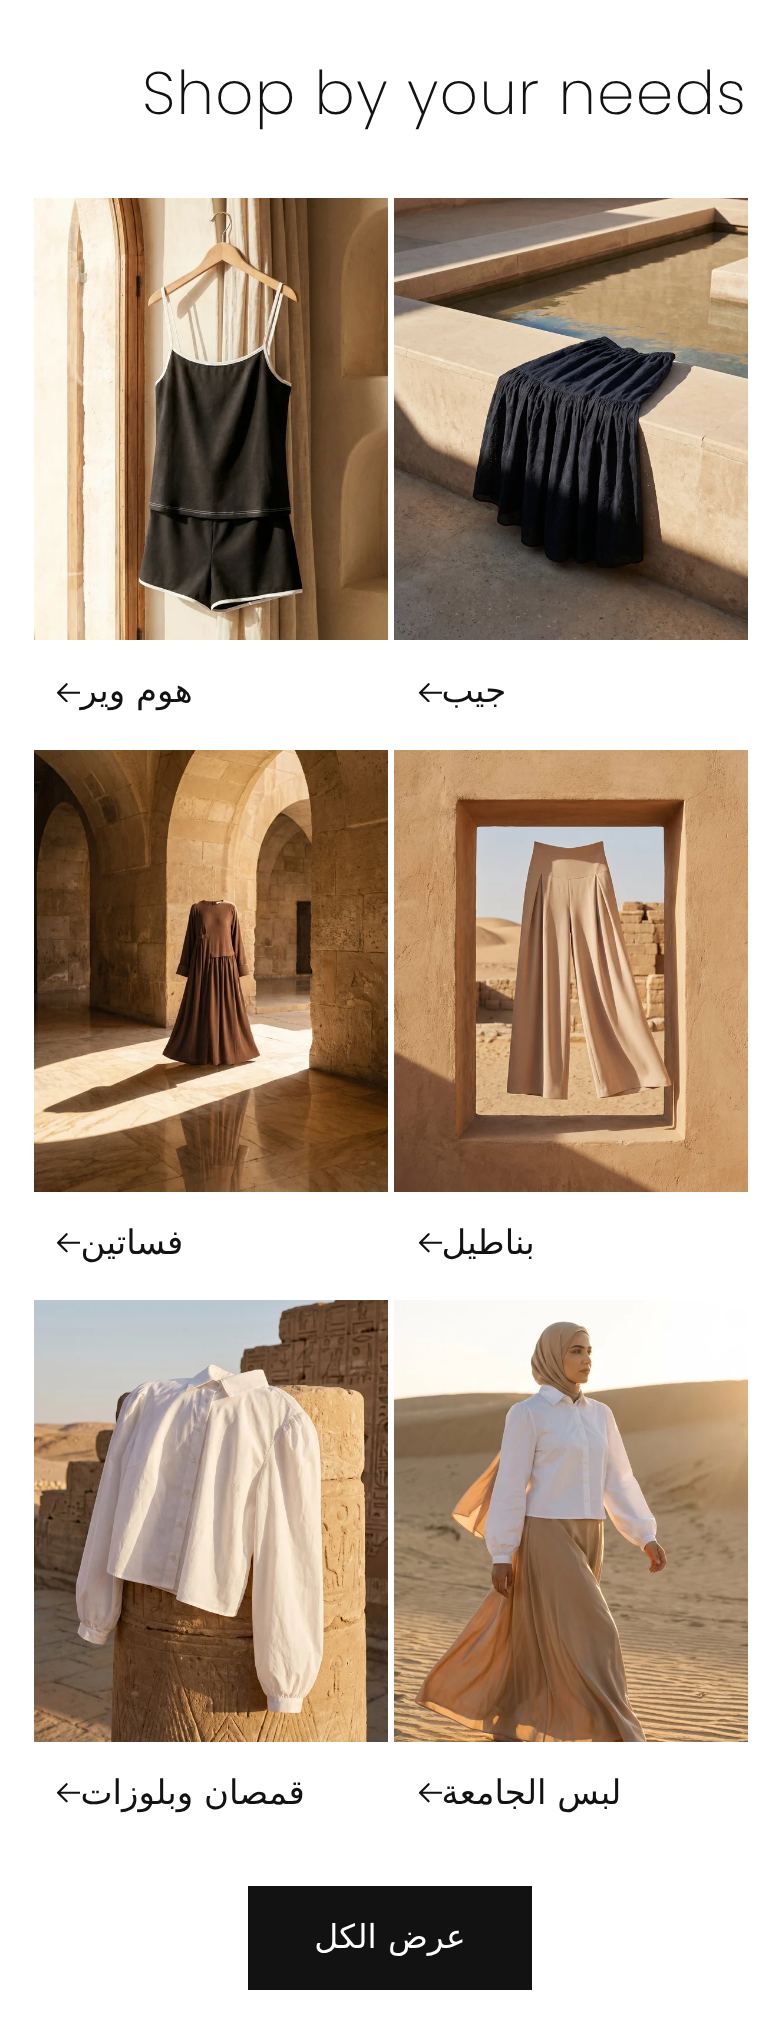 Shop by your needs
جيب←
هوم وير←
بناطيل←
فساتين←
لبس الجامعة←
قمصان وبلوزات←
عرض الكل